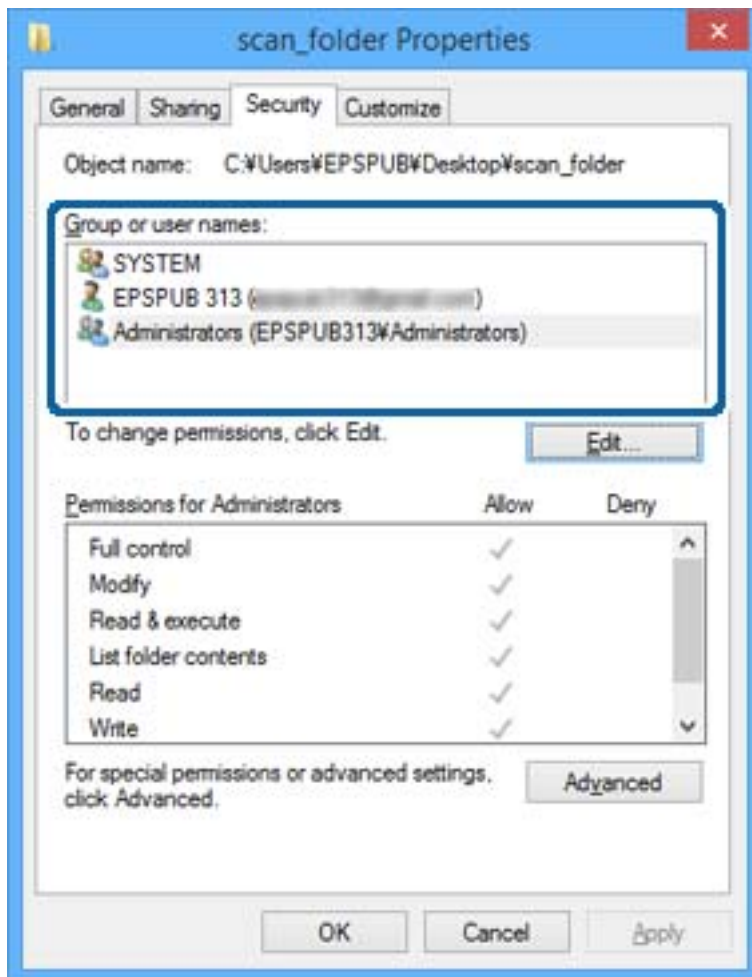 scan_folder Properties
General Sharing Security Customize
Object name: C:¥Users¥EPSPUB¥Desktop¥scan_folder
Group or user names:
SYSTEM
EPSPUB 313 ( )
Administrators (EPSPUB313¥Administrators)
To change permissions, click Edit.
Edit...
Permissions for Administrators Allow Deny
Full control
Modify
Read & execute
List folder contents
Read
Write
For special permissions or advanced settings,
click Advanced.
Advanced
OK Cancel Apply